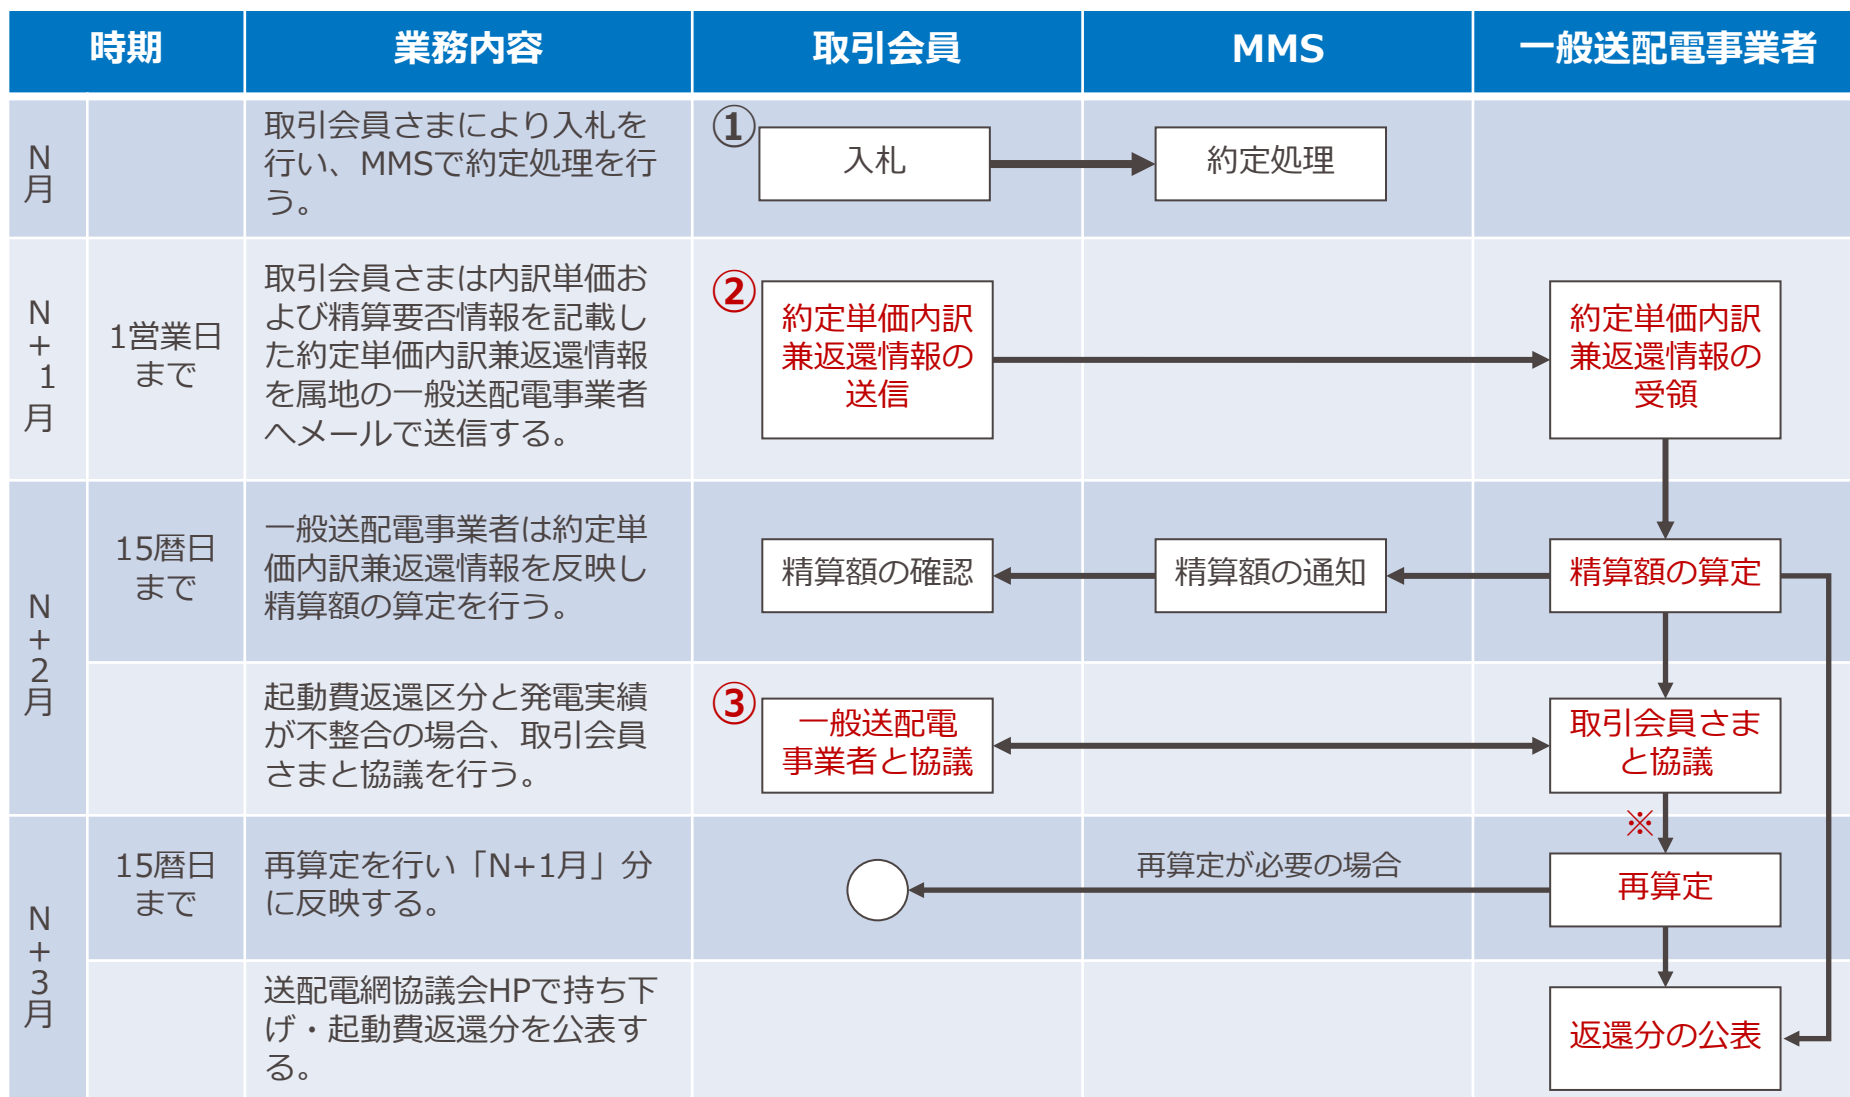 時期
業務内容
取引会員
MMS
一般送配電事業者
N
月
取引会員さまにより入札を
行い、MMSで約定処理を行
う。
①
入札
約定処理
N
+
1
月
1営業日
まで
取引会員さまは内訳単価お
よび精算要否情報を記載し
た約定単価内訳兼返還情報
を属地の一般送配電事業者
へメールで送信する。
②
約定単価内訳
兼返還情報の
送信
約定単価内訳
兼返還情報の
受領
N
+
2
月
15暦日
まで
一般送配電事業者は約定単
価内訳兼返還情報を反映し
精算額の算定を行う。
精算額の確認
精算額の通知
精算額の算定
起動費返還区分と発電実績
が不整合の場合、取引会員
さまと協議を行う。
③
一般送配電
事業者と協議
取引会員さま
と協議
※
N
+
3
月
15暦日
まで
再算定を行い「N+1月」分
に反映する。
再算定が必要の場合
再算定
送配電網協議会HPで持ち下
げ・起動費返還分を公表す
る。
返還分の公表